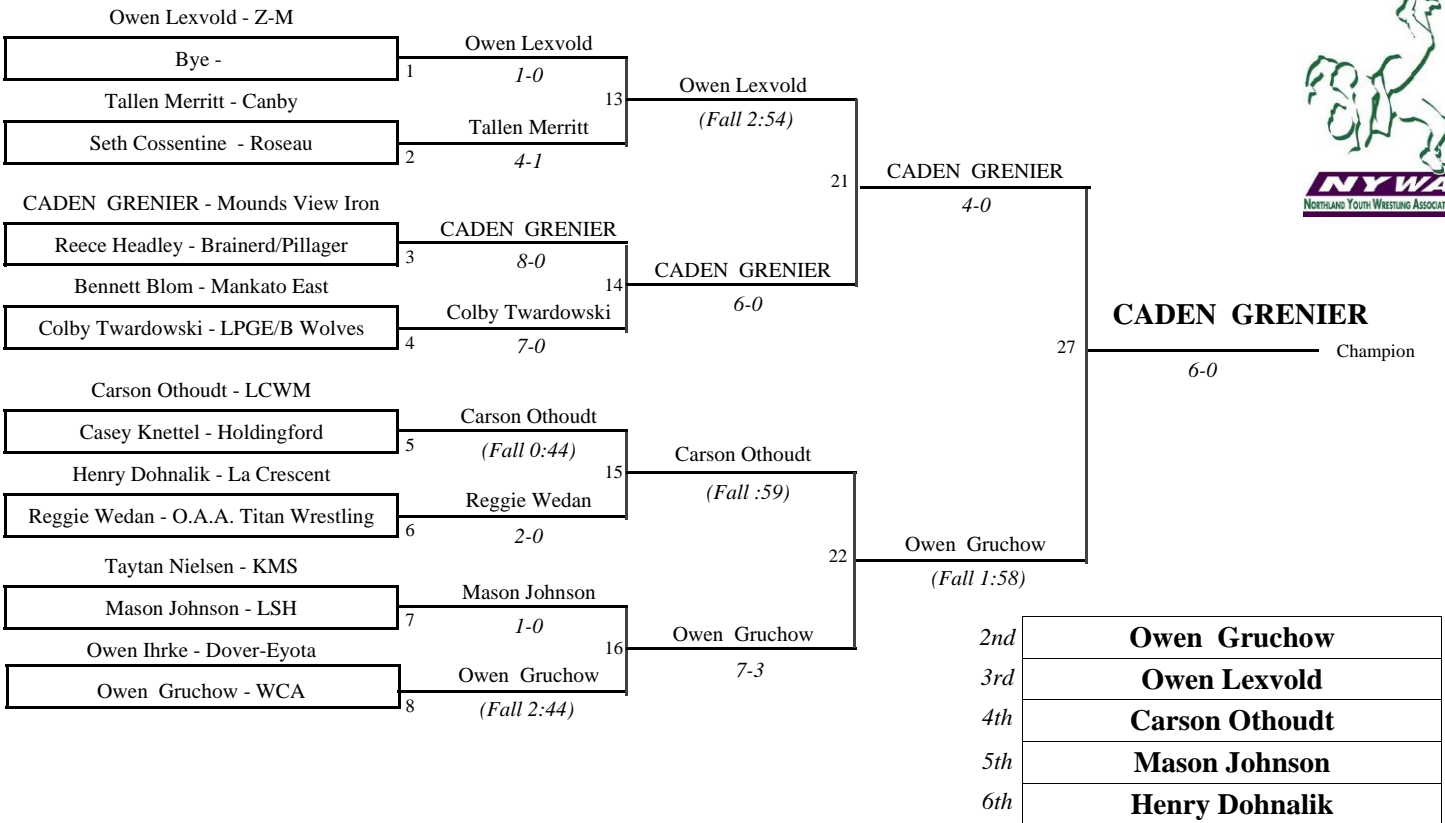 Owen Lexvold - Z-M
Bye -
1
Owen Lexvold
1-0
Tallen Merritt - Canby
Seth Cossentine - Roseau
2
Tallen Merritt
4-1
13
Owen Lexvold
(Fall 2:54)
CADEN GRENIER - Mounds View Iron
Reece Headley - Brainerd/Pillager
3
CADEN GRENIER
8-0
Bennett Blom - Mankato East
Colby Twardowski - LPGE/B Wolves
4
Colby Twardowski
7-0
14
CADEN GRENIER
6-0
21
CADEN GRENIER
4-0
Carson Othoudt - LCWM
Casey Knettel - Holdingford
5
Carson Othoudt
(Fall 0:44)
Henry Dohnalik - La Crescent
Reggie Wedan - O.A.A. Titan Wrestling
6
Reggie Wedan
2-0
15
Carson Othoudt
(Fall :59)
Taytan Nielsen - KMS
Mason Johnson - LSH
7
Mason Johnson
1-0
Owen Ihrke - Dover-Eyota
Owen Gruchow - WCA
8
Owen Gruchow
(Fall 2:44)
16
Owen Gruchow
7-3
22
Owen Gruchow
(Fall 1:58)
27
CADEN GRENIER
Champion
6-0
NYWA
NORTHLAND YOUTH WRESTLING
2nd Owen Gruchow
3rd Owen Lexvold
4th Carson Othoudt
5th Mason Johnson
6th Henry Dohnalik